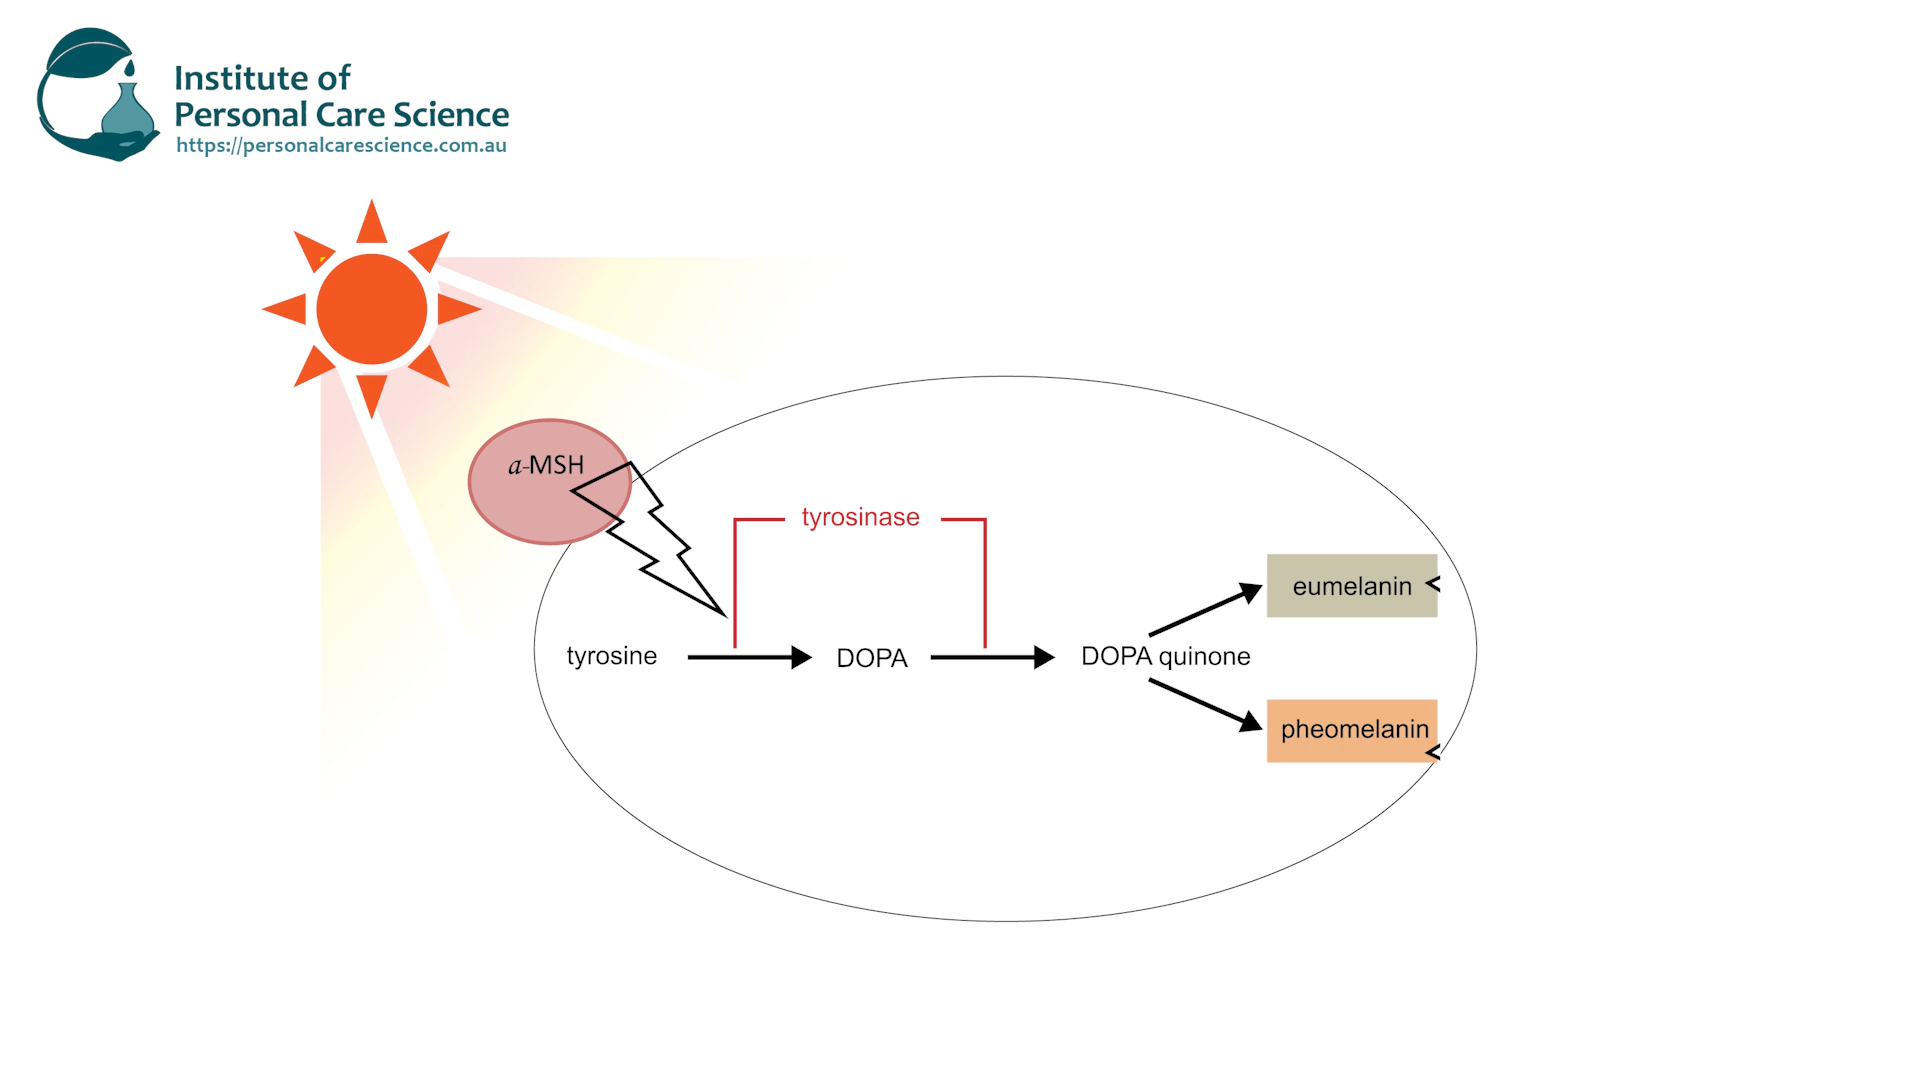 Institute of
Personal Care Science
https://personalcarescience.com.au
a-MSH
tyrosinase
tyrosine
DOPA
DOPA quinone
eumelanin
pheomelanin